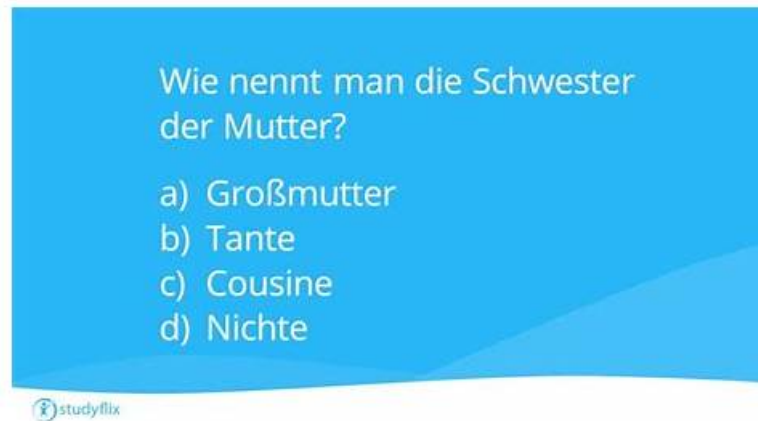 Wie nennt man die Schwester
der Mutter?
a) Großmutter
b) Tante
c) Cousine
d) Nichte
studyflix